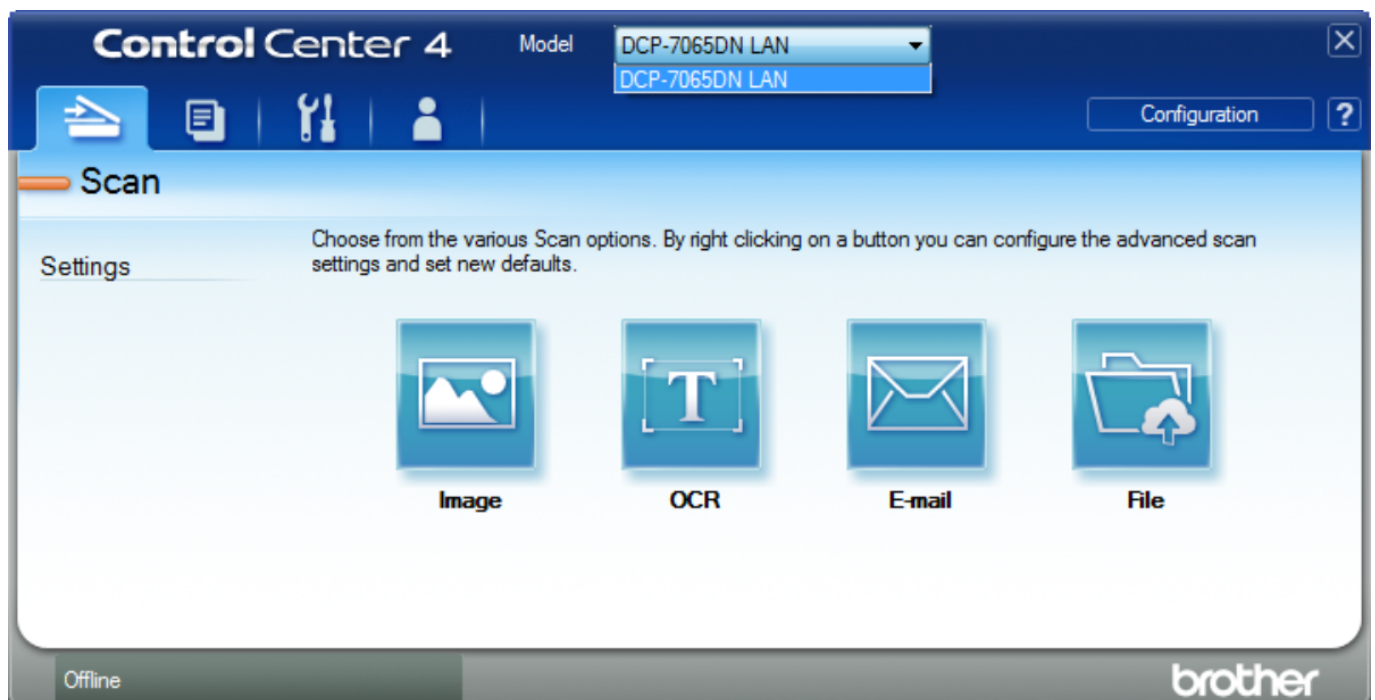 Control Center 4
Model
DCP-7065DN LAN
DCP-7065DN LAN
Configuration
?
Scan
Settings
Choose from the various Scan options. By right clicking on a button you can configure the advanced scan
settings and set new defaults.
T
Image
OCR
E-mail
File
Offline
brother